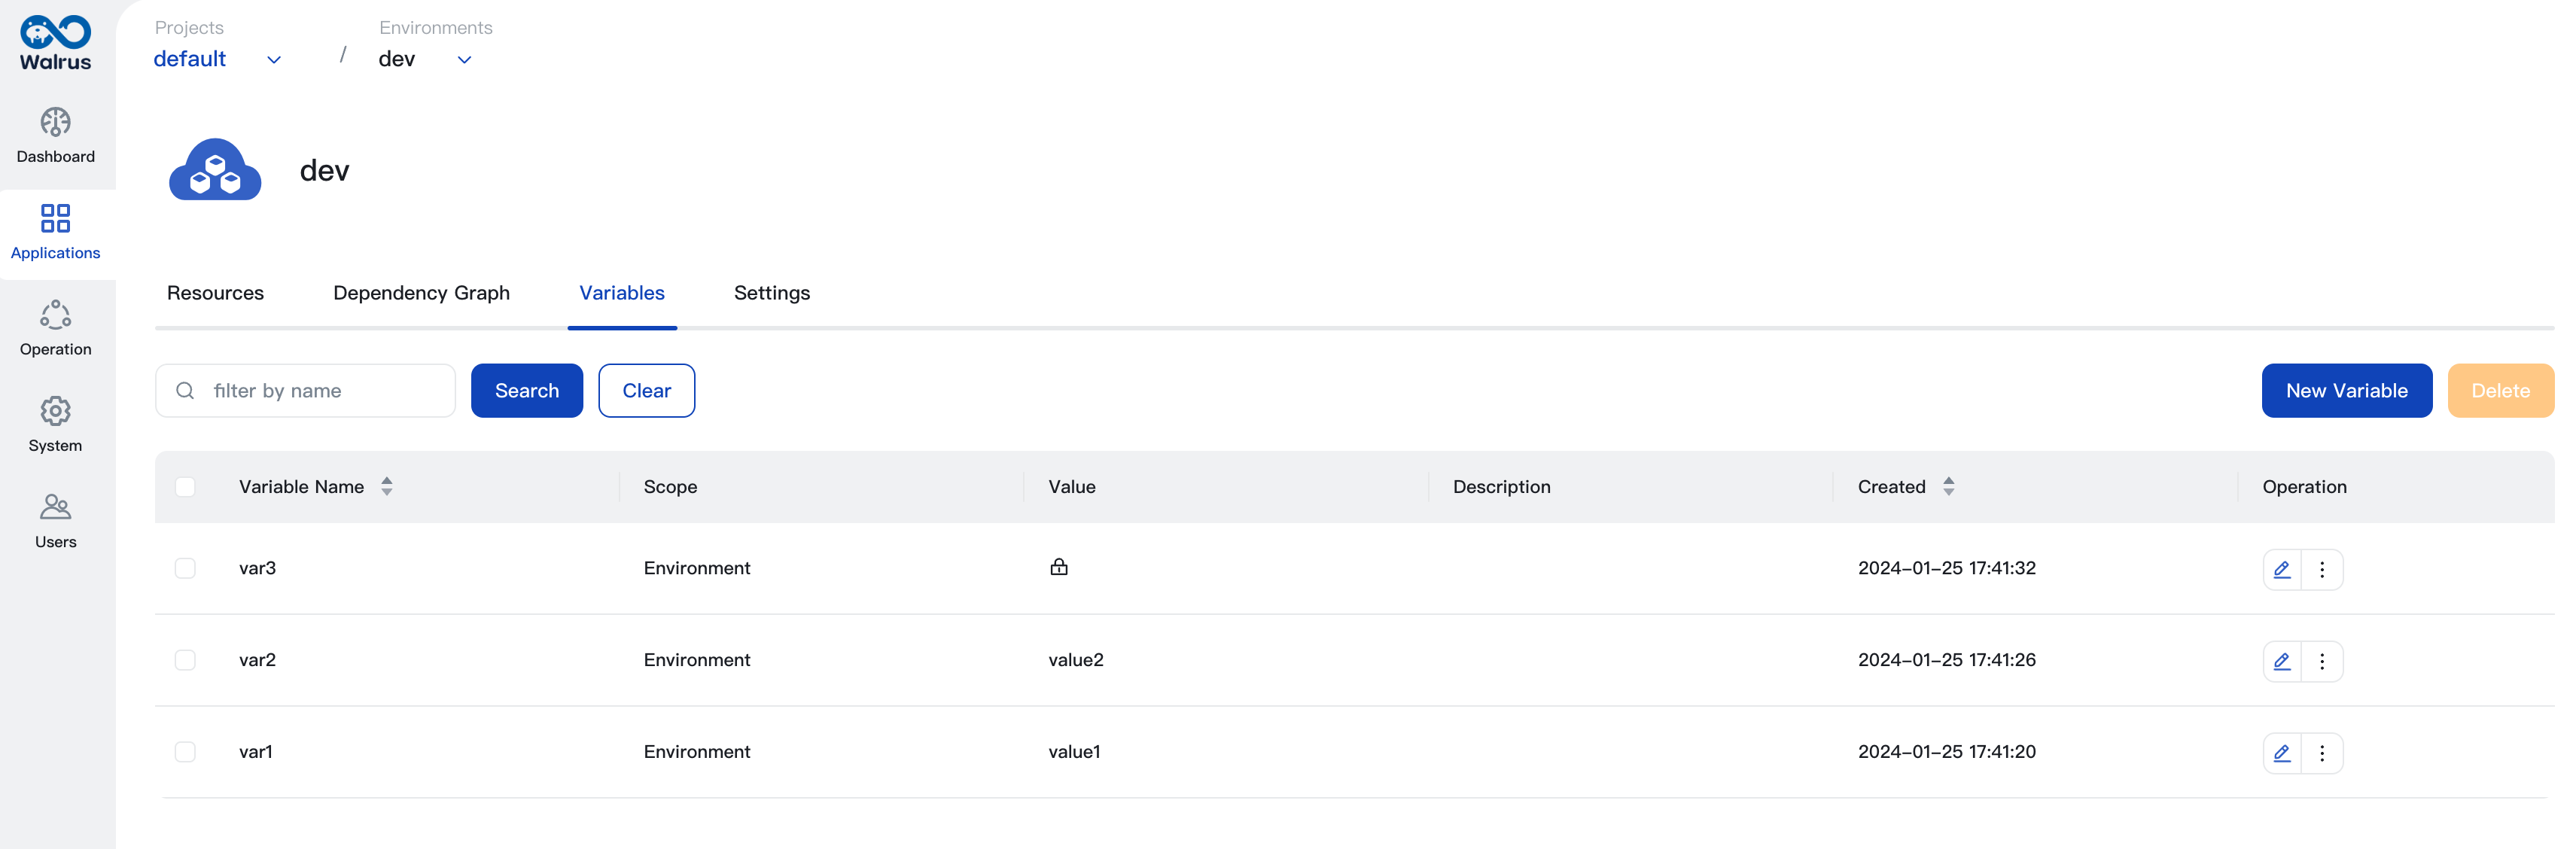 Walrus
Dashboard
Applications
Operation
System
Users
Projects
default
/
Environments
dev
dev
Resources Dependency Graph Variables Settings
filter by name Search Clear New Variable Delete
Variable Name Scope Value Description Created Operation
var3 Environment 2024-01-25 17:41:32
var2 Environment value2 2024-01-25 17:41:26
var1 Environment value1 2024-01-25 17:41:20